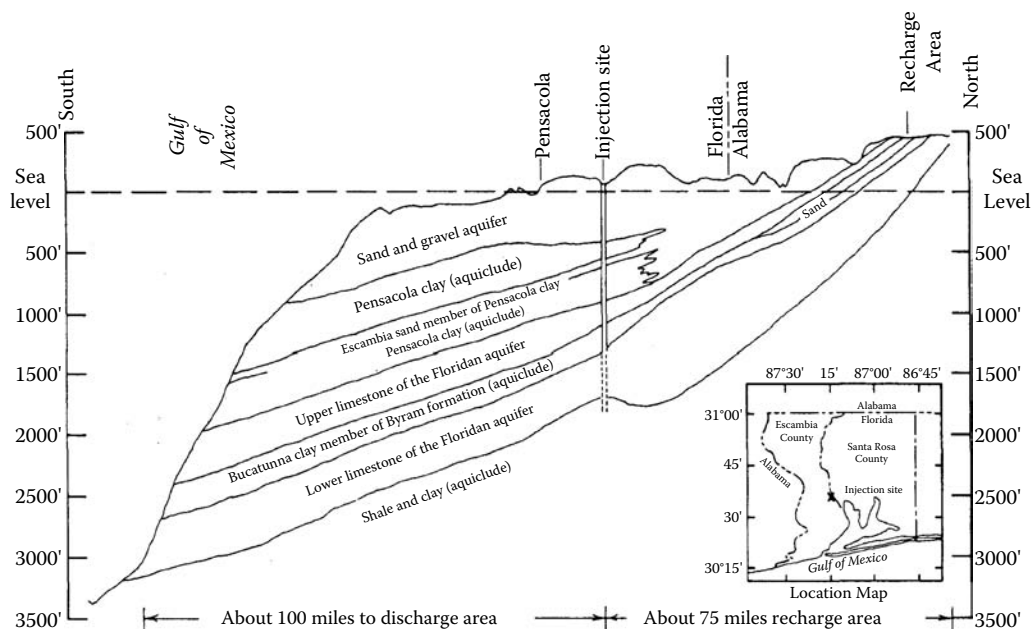 South
Gulf
of
Mexico
Pensacola
Injection site
Florida
Alabama
Recharge
Area
North
500'
500'
Sea
level
Sea
Level
Sand and gravel aquifer
Sand
500'
500'
Pensacola clay (aquiclude)
Escambia sand member of Pensacola clay
Pensacola clay (aquiclude)
1000'
1000'
Upper limestone of the Floridan aquifer
1500'
1500'
Bucatunna clay member of Byram formation (aquiclude)
Lower limestone of the Floridan aquifer
2000'
2000'
Shale and clay (aquiclude)
2500'
2500'
3000'
3000'
3500'
3500'
About 100 miles to discharge area
About 75 miles recharge area
87°30' 15' 87°00' 86°45'
31°00'
Alabama
Florida
Escambia
County
Santa Rosa
County
45'
Alabama
Injection site
x
30'
30°15'
Gulf of Mexico
Location Map